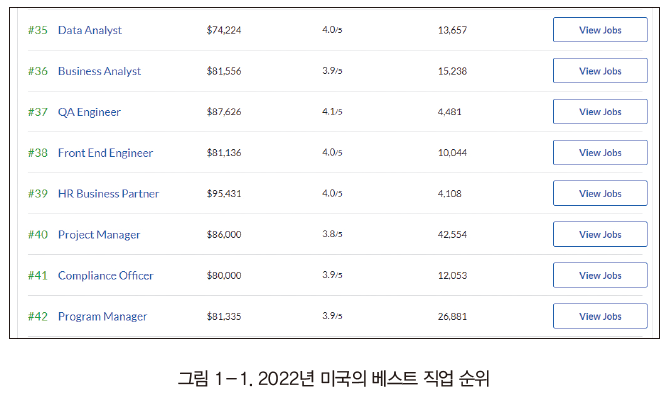 #35 Data Analyst $74,224 4.0/5 13,657 View Jobs
#36 Business Analyst $81,556 3.9/5 15,238 View Jobs
#37 QA Engineer $87,626 4.1/5 4,481 View Jobs
#38 Front End Engineer $81,136 4.0/5 10,044 View Jobs
#39 HR Business Partner $95,431 4.0/5 4,108 View Jobs
#40 Project Manager $86,000 3.8/5 42,554 View Jobs
#41 Compliance Officer $80,000 3.9/5 12,053 View Jobs
#42 Program Manager $81,335 3.9/5 26,881 View Jobs
그림 1-1. 2022년 미국의 베스트 직업 순위